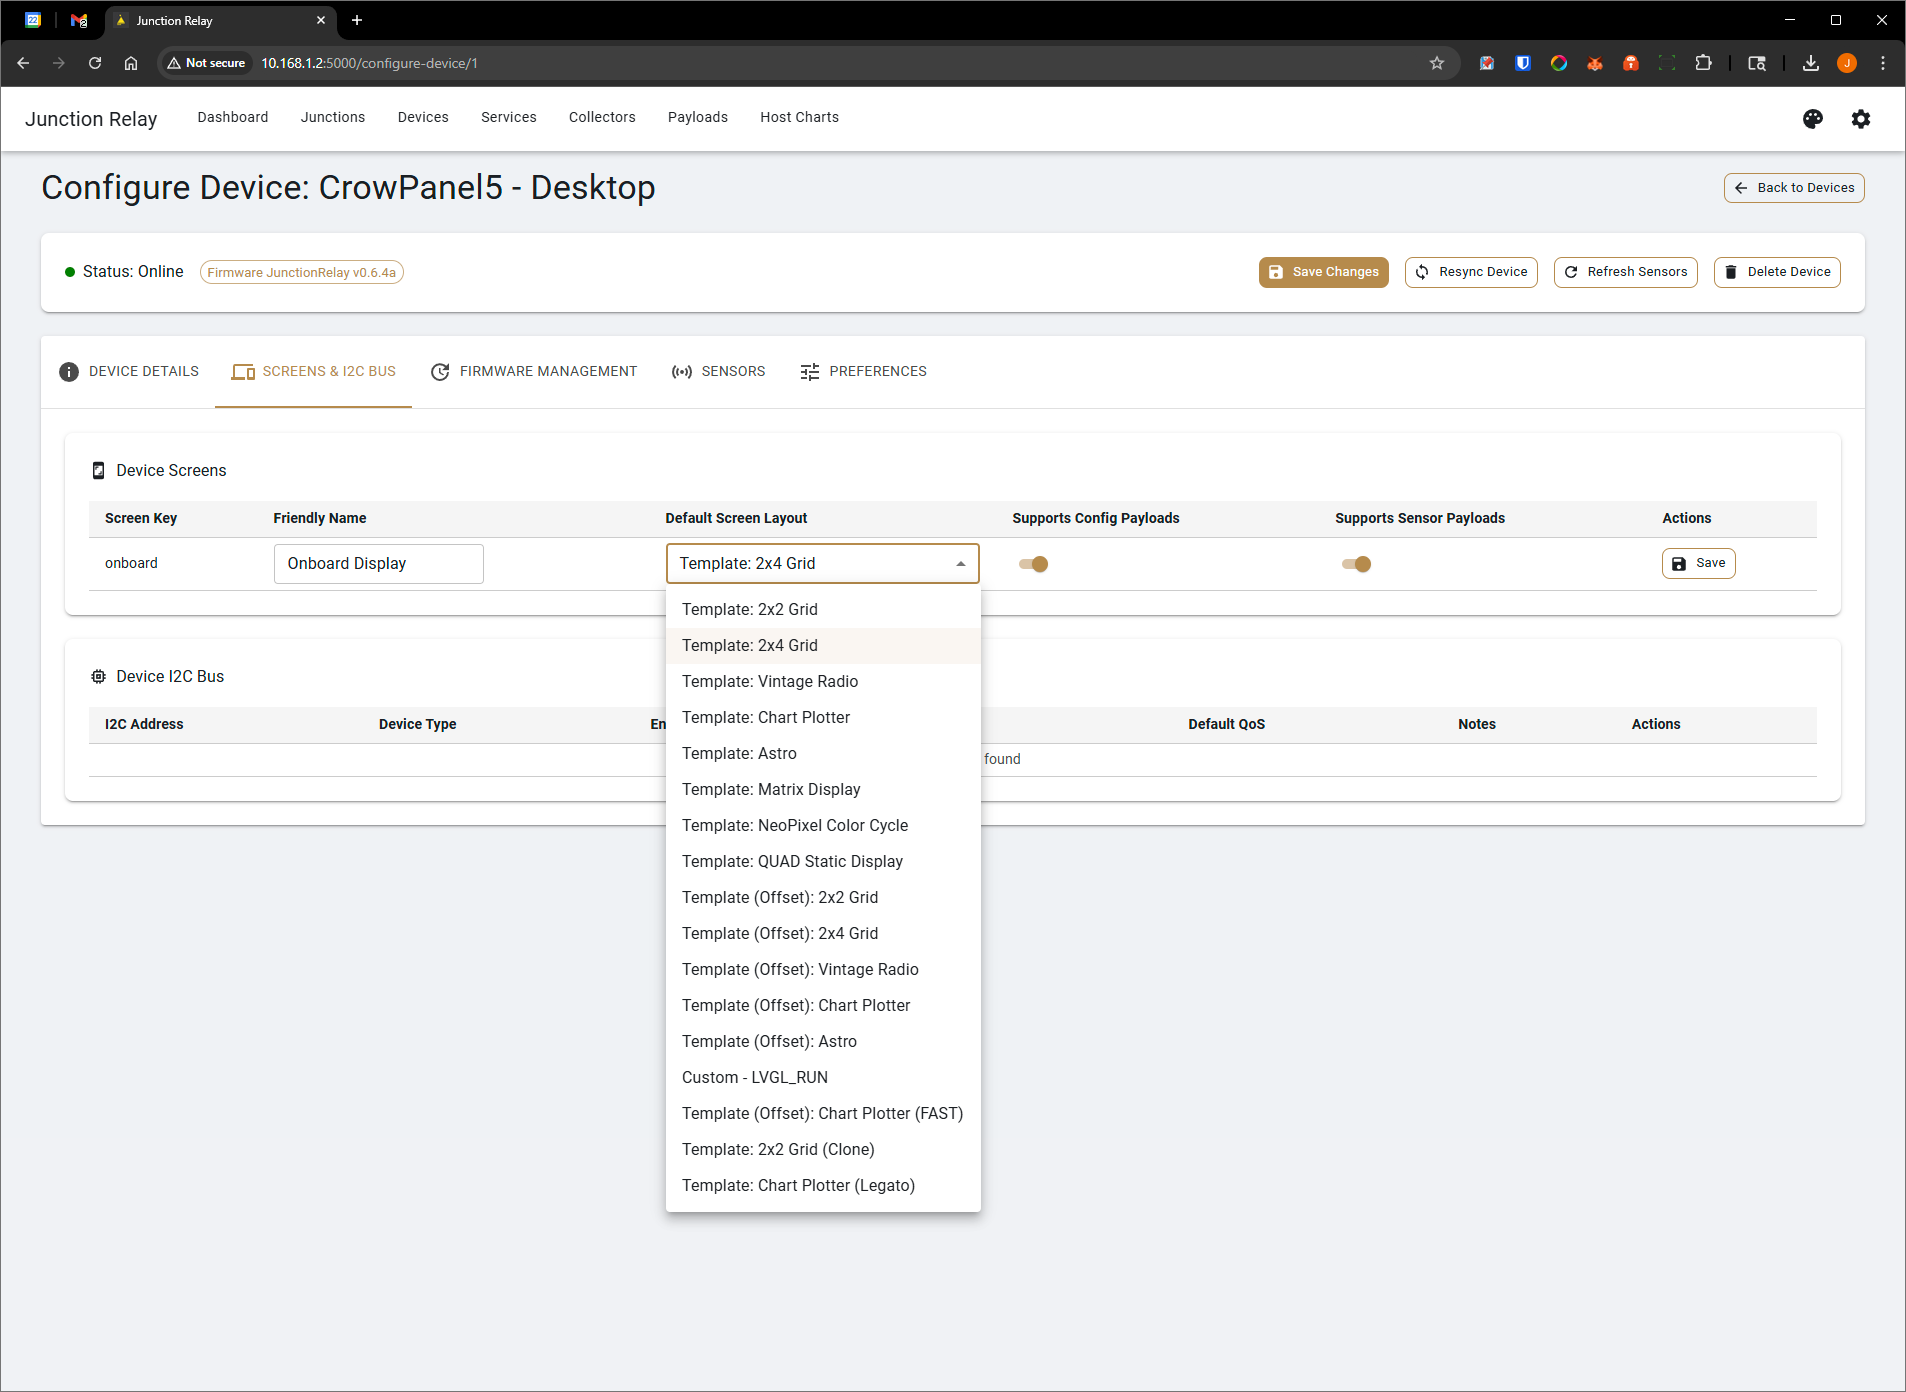 22
2
Junction Relay
Not secure
10.168.1.2:5000/configure-device/1
J
Junction Relay
Dashboard
Junctions
Devices
Services
Collectors
Payloads
Host Charts
Configure Device: CrowPanel5 - Desktop
Back to Devices
Status: Online
Firmware JunctionRelay v0.6.4a
Save Changes
Resync Device
Refresh Sensors
Delete Device
DEVICE DETAILS
SCREENS & I2C BUS
FIRMWARE MANAGEMENT
SENSORS
PREFERENCES
Device Screens
Screen Key
Friendly Name
Default Screen Layout
Supports Config Payloads
Supports Sensor Payloads
Actions
onboard
Onboard Display
Template: 2x4 Grid
Save
Template: 2x2 Grid
Template: 2x4 Grid
Template: Vintage Radio
Template: Chart Plotter
Template: Astro
Template: Matrix Display
Template: NeoPixel Color Cycle
Template: QUAD Static Display
Template (Offset): 2x2 Grid
Template (Offset): 2x4 Grid
Template (Offset): Vintage Radio
Template (Offset): Chart Plotter
Template (Offset): Astro
Custom - LVGL_RUN
Template (Offset): Chart Plotter (FAST)
Template: 2x2 Grid (Clone)
Template: Chart Plotter (Legato)
Device I2C Bus
I2C Address
Device Type
En
Default QoS
Notes
Actions
found